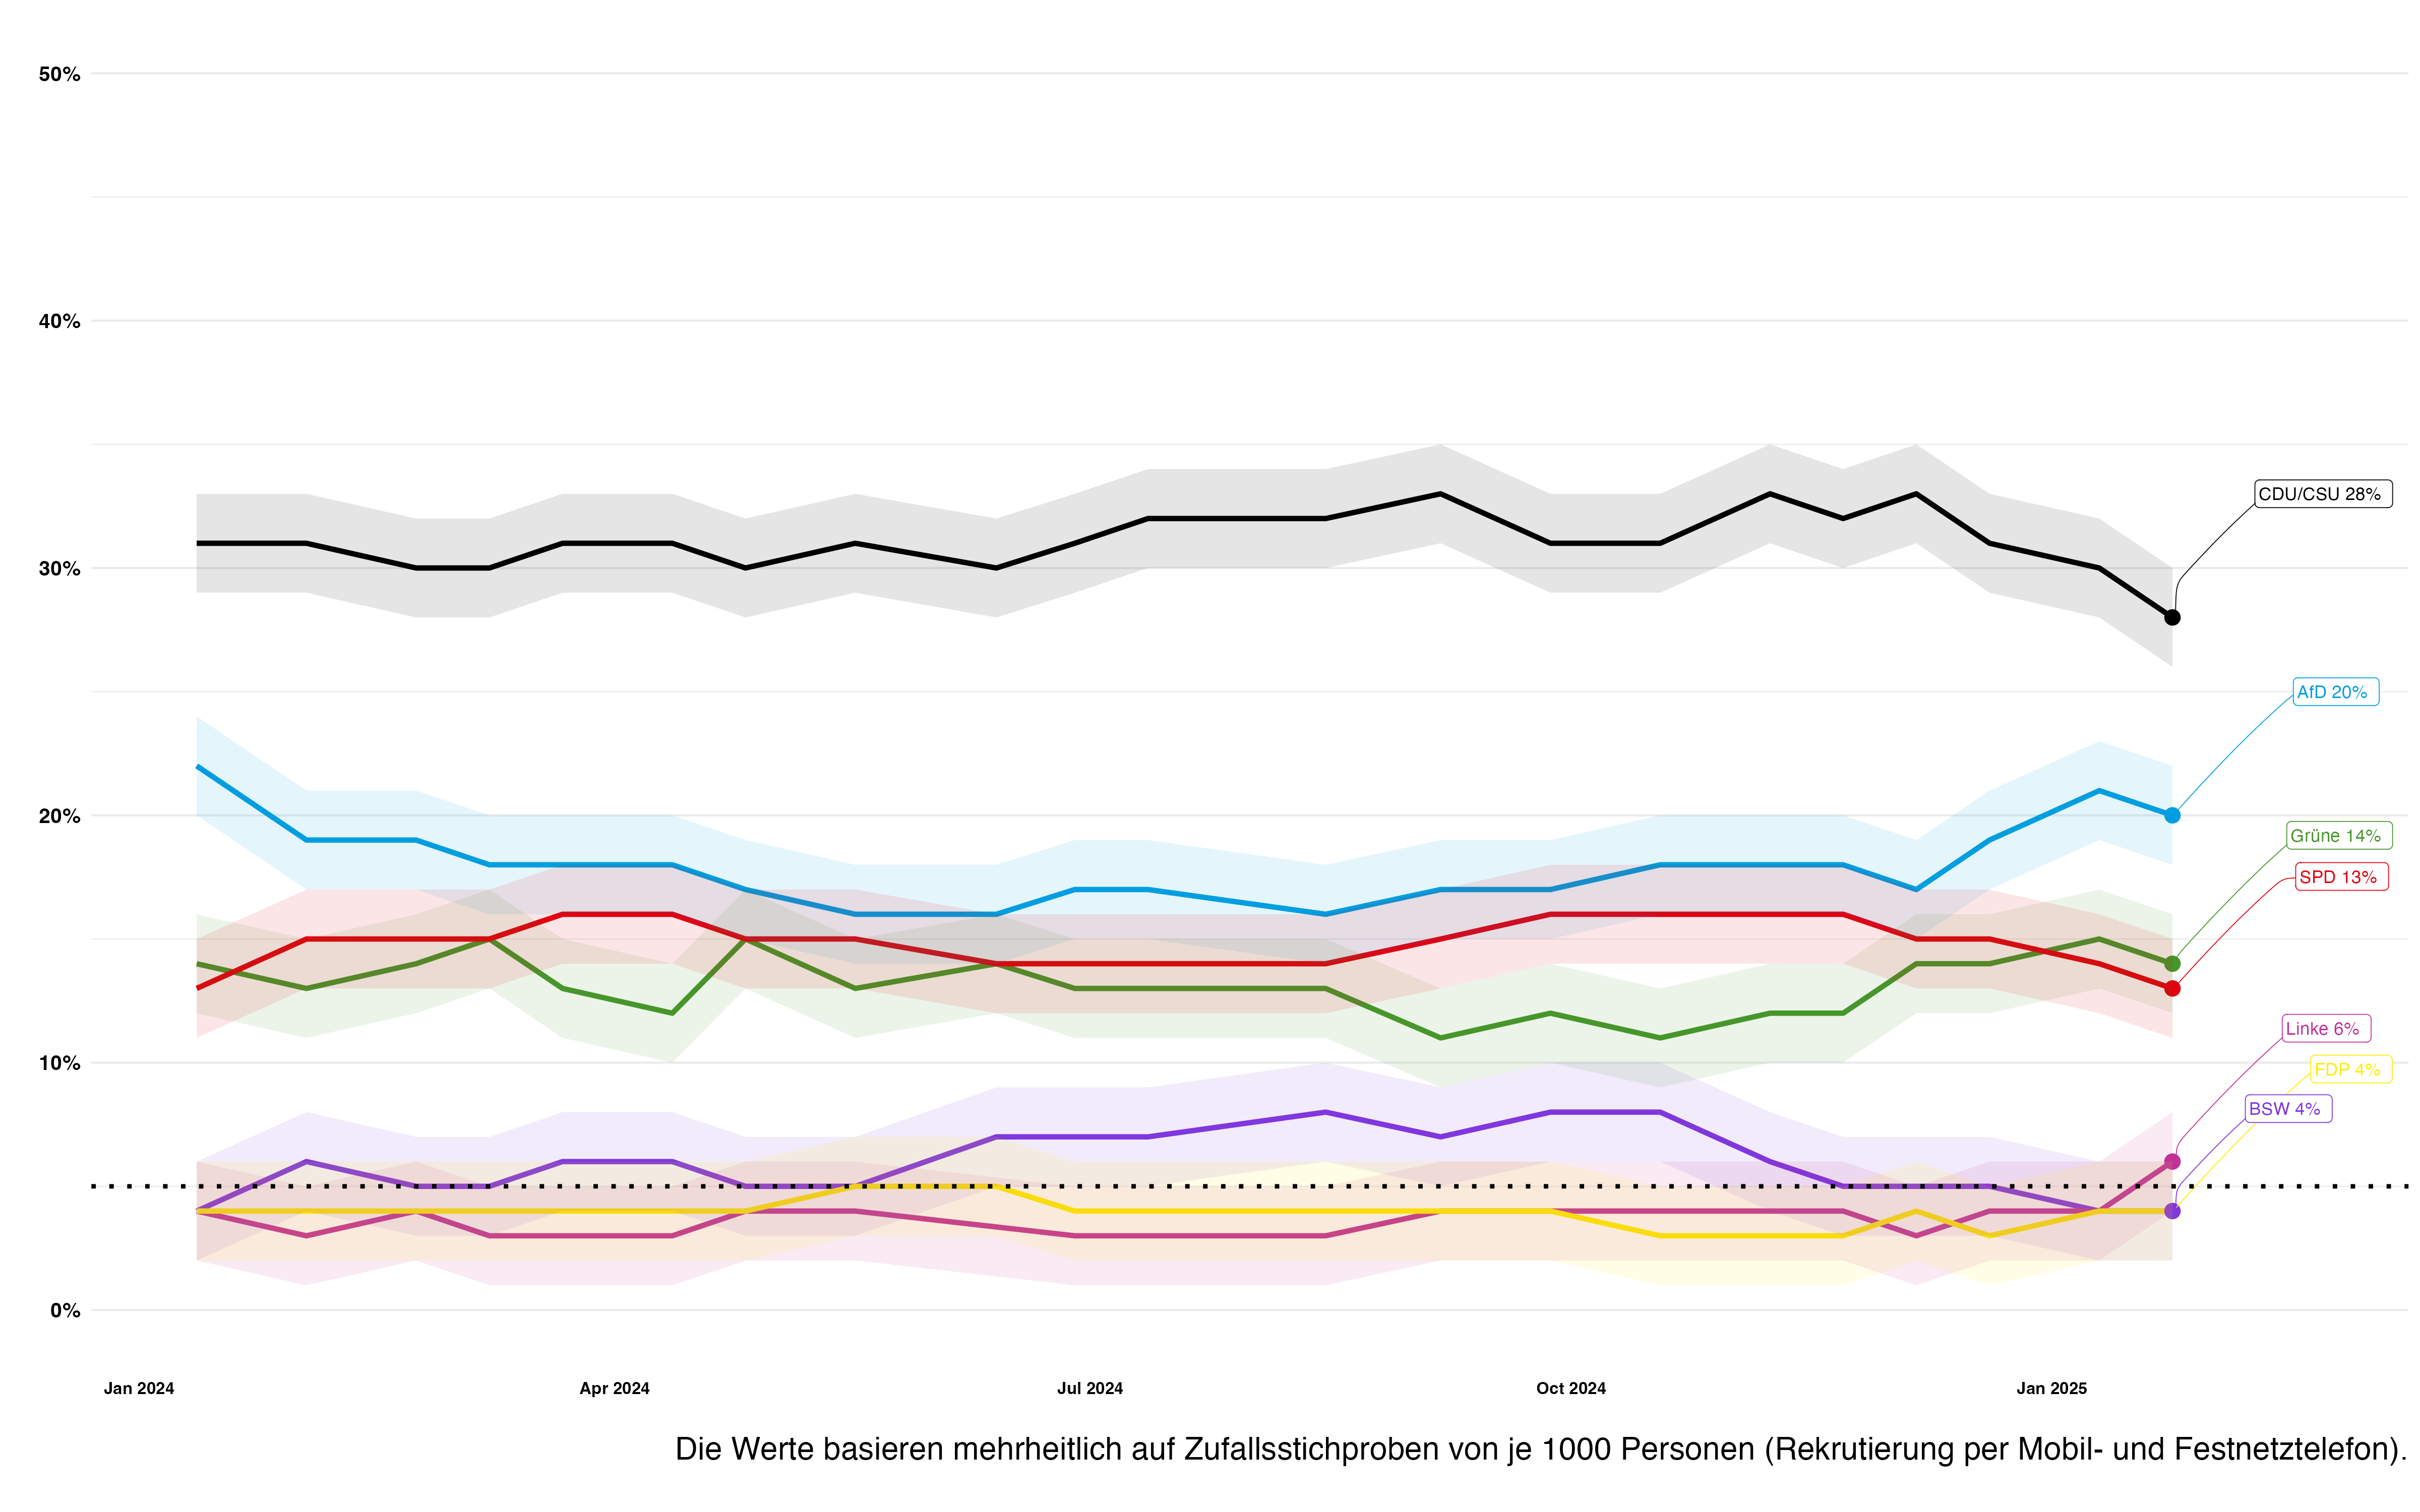 50%
40%
30%
20%
10%
0%
CDU/CSU 28%
AfD 20%
Grüne 14%
SPD 13%
Linke 6%
FDP 4%
BSW 4%
Jan 2024
Apr 2024
Jul 2024
Oct 2024
Jan 2025
Die Werte basieren mehrheitlich auf Zufallsstichproben von je 1000 Personen (Rekrutierung per Mobil- und Festnetztelefon).